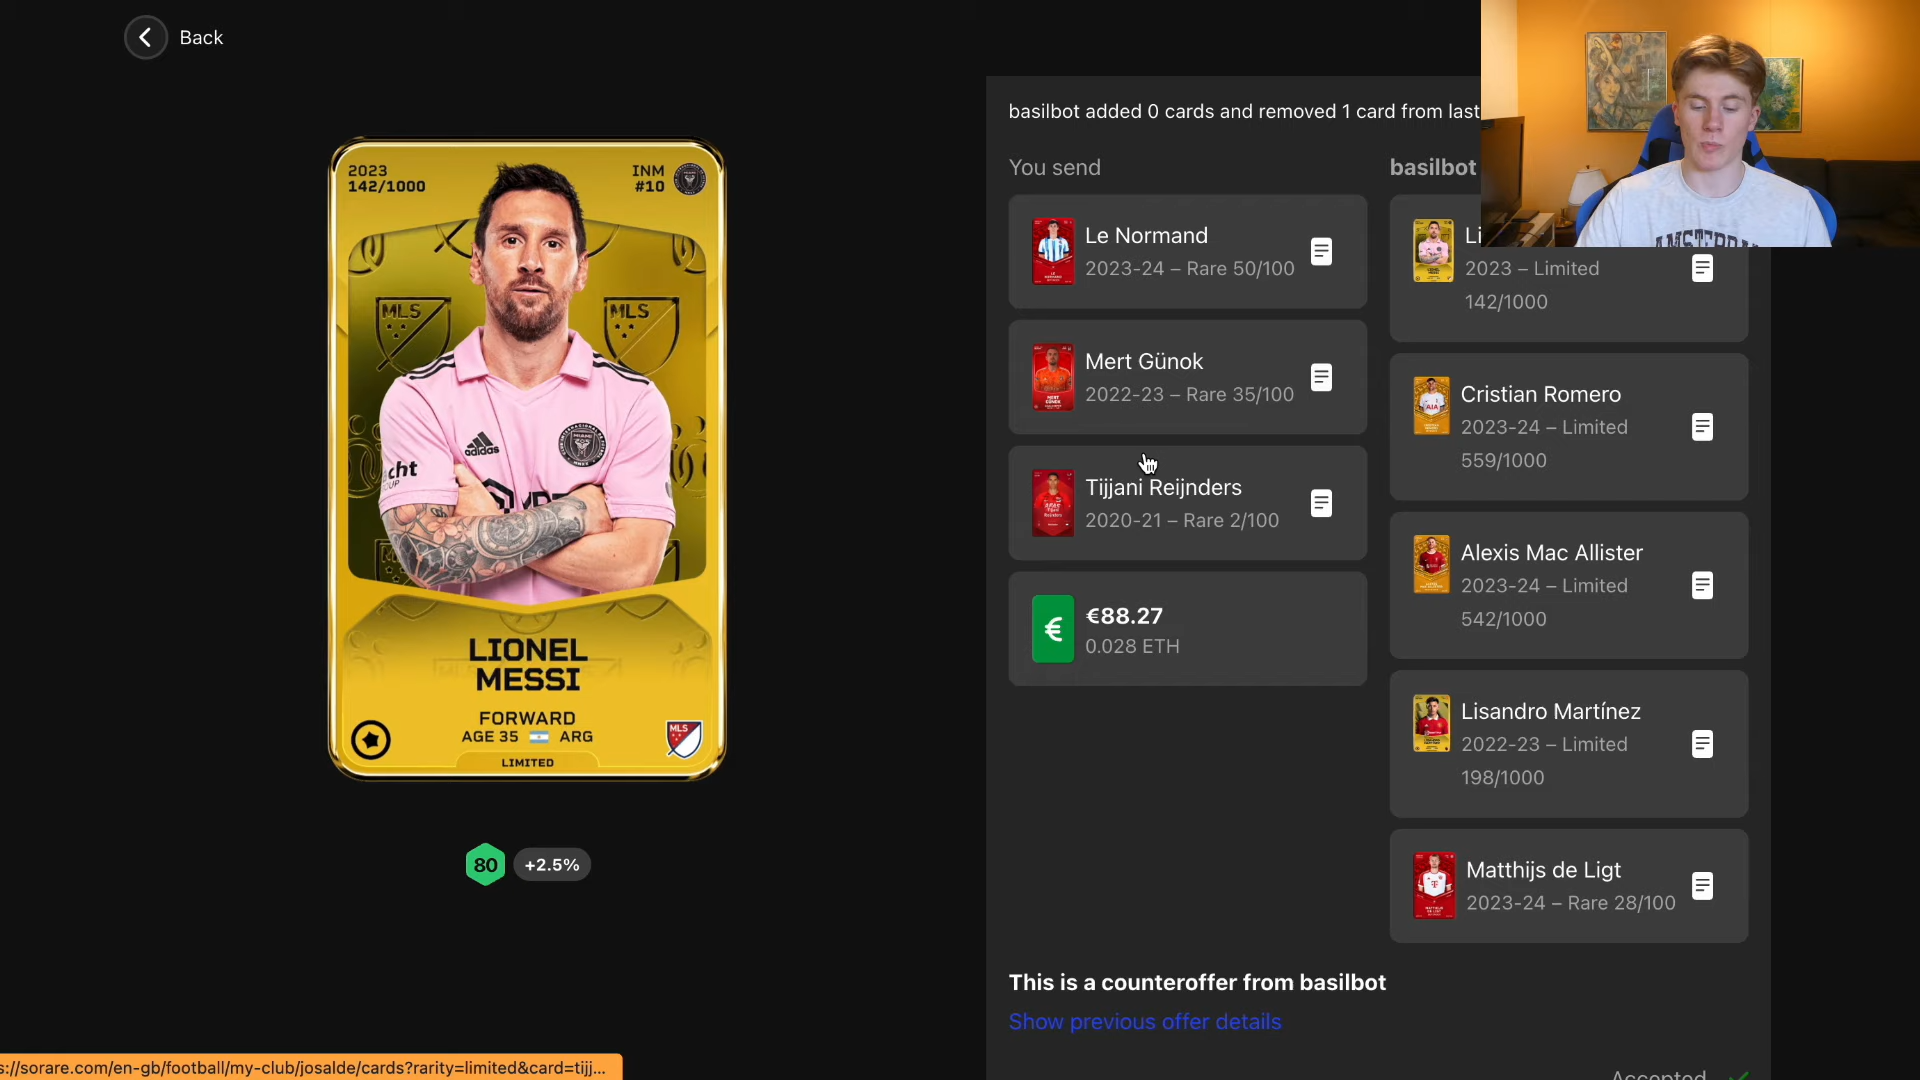 Back
2023
142/1000
INM
#10
MLS
MLS
adidas
LIONEL
MESSI
FORWARD
AGE 35 ARG
MLS
LIMITED
80
+2.5%
basilbot added 0 cards and removed 1 card from last
You send
basilbot
Le Normand
2023-24 – Rare 50/100
Mert Günok
2022-23 – Rare 35/100
Tijjani Reijnders
2020-21 – Rare 2/100
€
€88.27
0.028 ETH
Li
2023 – Limited
142/1000
Cristian Romero
2023-24 – Limited
559/1000
Alexis Mac Allister
2023-24 – Limited
542/1000
Lisandro Martínez
2022-23 – Limited
198/1000
Matthijs de Ligt
2023-24 – Rare 28/100
This is a counteroffer from basilbot
Show previous offer details
Accepted
s://sorare.com/en-gb/football/my-club/josalde/cards?rarity=limited&card=tijj...